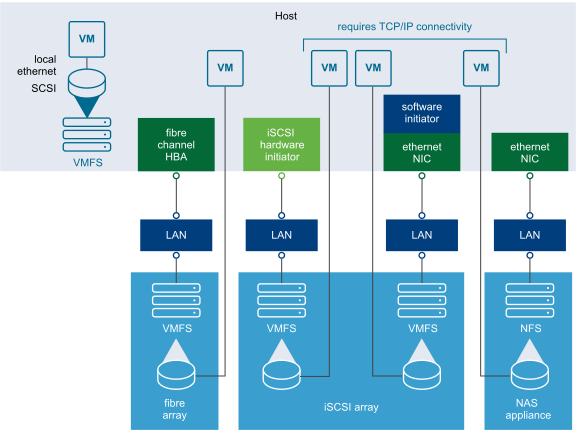 Host
requires TCP/IP connectivity
VM
local
ethernet
SCSI
VMFS
VM
VM
VM
VM
fibre
channel
HBA
iSCSI
hardware
initiator
software
initiator
ethernet
NIC
ethernet
NIC
LAN
LAN
LAN
LAN
VMFS
VMFS
VMFS
NFS
fibre
array
iSCSI array
NAS
appliance